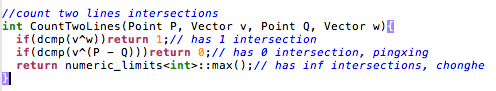 //count two lines intersections
int CountTwoLines(Point P, Vector v, Point Q, Vector w){
  if(dcmp(v^w))return 1;// has 1 intersection
  if(dcmp(v^(P - Q)))return 0;// has 0 intersection, pingxing
  return numeric_limits<int>::max();// has inf intersections, chonghe
}